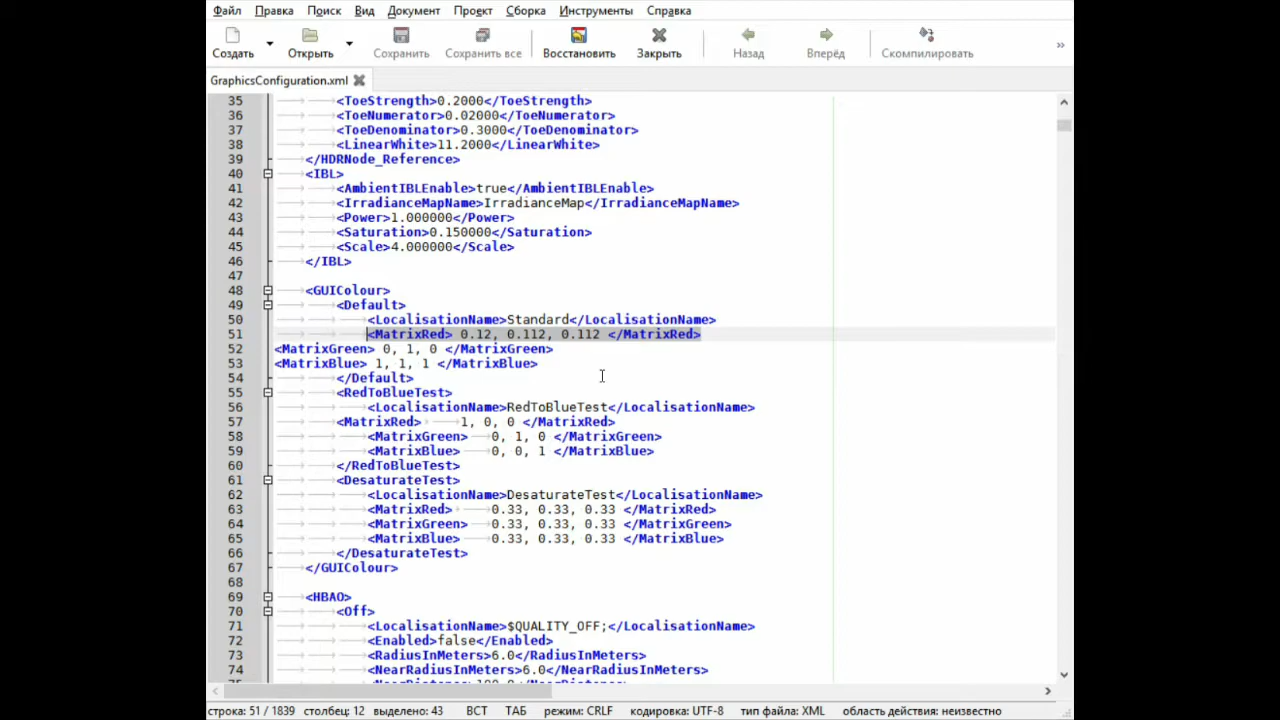 Файл Правка Поиск Вид Документ Проект Сборка Инструменты Справка
Создать Открыть Сохранить Сохранить все Восстановить Закрыть Назад Вперёд Скомпилировать
GraphicsConfiguration.xml
35 <ToeStrength>0.2000</ToeStrength>
36 <ToeNumerator>0.02000</ToeNumerator>
37 <ToeDenominator>0.3000</ToeDenominator>
38 <LinearWhite>11.2000</LinearWhite>
39 </HDRNode_Reference>
40 <IBL>
41 <AmbientIBLEnable>true</AmbientIBLEnable>
42 <IrradianceMapName>IrradianceMap</IrradianceMapName>
43 <Power>1.000000</Power>
44 <Saturation>0.150000</Saturation>
45 <Scale>4.000000</Scale>
46 </IBL>
47
48 <GUIColour>
49 <Default>
50 <LocalisationName>Standard</LocalisationName>
51 <MatrixRed> 0.12, 0.112, 0.112 </MatrixRed>
52 <MatrixGreen> 0, 1, 0 </MatrixGreen>
53 <MatrixBlue> 1, 1, 1 </MatrixBlue>
54 </Default>
55 <RedToBlueTest>
56 <LocalisationName>RedToBlueTest</LocalisationName>
57 <MatrixRed> 1, 0, 0 </MatrixRed>
58 <MatrixGreen> 0, 1, 0 </MatrixGreen>
59 <MatrixBlue> 0, 0, 1 </MatrixBlue>
60 </RedToBlueTest>
61 <DesaturateTest>
62 <LocalisationName>DesaturateTest</LocalisationName>
63 <MatrixRed> 0.33, 0.33, 0.33 </MatrixRed>
64 <MatrixGreen> 0.33, 0.33, 0.33 </MatrixGreen>
65 <MatrixBlue> 0.33, 0.33, 0.33 </MatrixBlue>
66 </DesaturateTest>
67 </GUIColour>
68
69 <HBAO>
70 <Off>
71 <LocalisationName>$QUALITY_OFF;</LocalisationName>
72 <Enabled>false</Enabled>
73 <RadiusInMeters>6.0</RadiusInMeters>
74 <NearRadiusInMeters>6.0</NearRadiusInMeters>
строка: 51 / 1839 столбец: 12 выделено: 43 ВСТ ТАБ режим: CRLF кодировка: UTF-8 тип файла: XML область действия: неизвестно